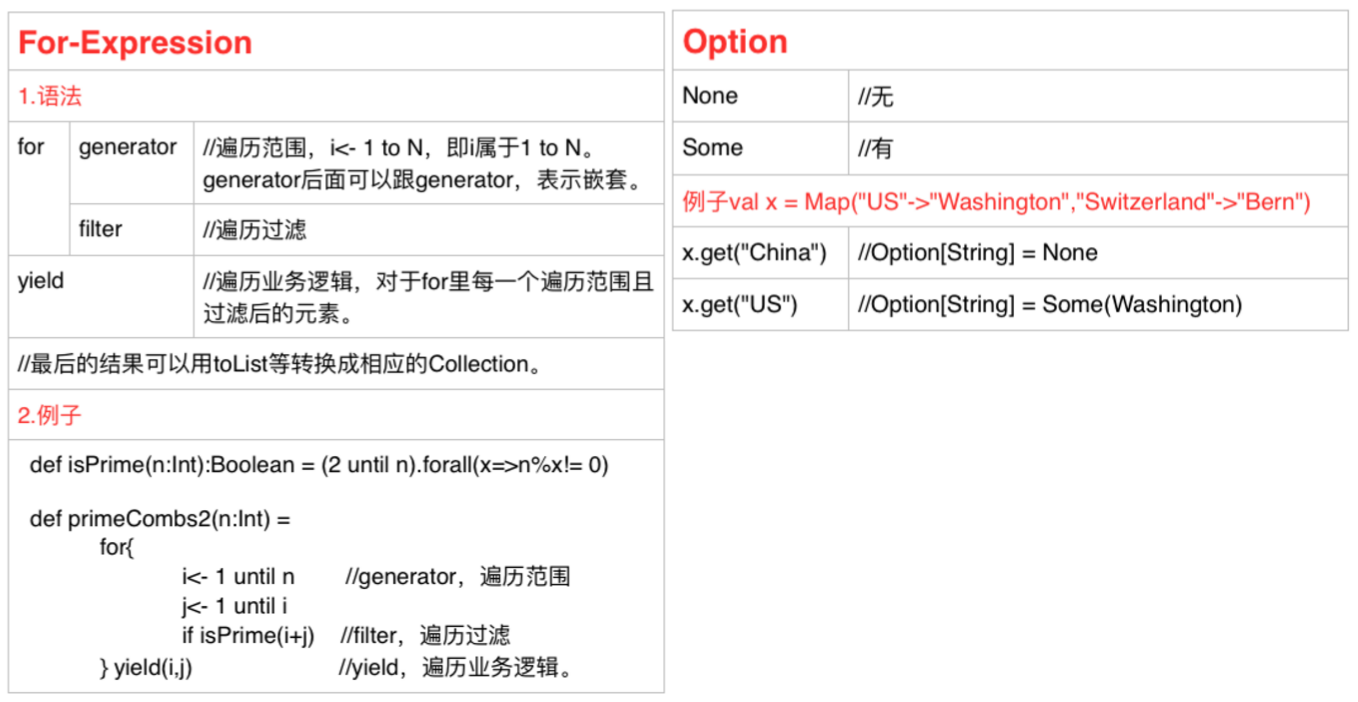 For-Expression
1.语法
for
generator
//遍历范围，i<- 1 to N，即i属于1 to N。
generator后面可以跟generator，表示嵌套。
filter
//遍历过滤
yield
//遍历业务逻辑，对于for里每一个遍历范围且
过滤后的元素。
//最后的结果可以用toList等转换成相应的Collection。
2.例子
def isPrime(n:Int):Boolean = (2 until n).forall(x=>n%x!= 0)
def primeCombs2(n:Int) =
for{
i<- 1 until n //generator，遍历范围
j<- 1 until i
if isPrime(i+j) //filter，遍历过滤
} yield(i,j) //yield，遍历业务逻辑。
Option
None
//无
Some
//有
例子val x = Map("US"->"Washington","Switzerland"->"Bern")
x.get("China")
//Option[String] = None
x.get("US")
//Option[String] = Some(Washington)